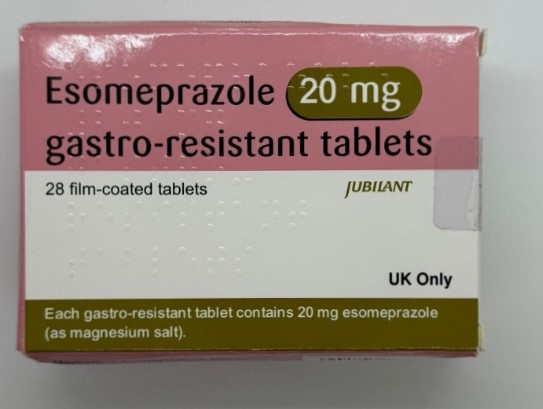 Esomeprazole 20 mg
gastro-resistant tablets
28 film-coated tablets
JUBILANT
UK Only
Each gastro-resistant tablet contains 20 mg esomeprazole
(as magnesium salt).